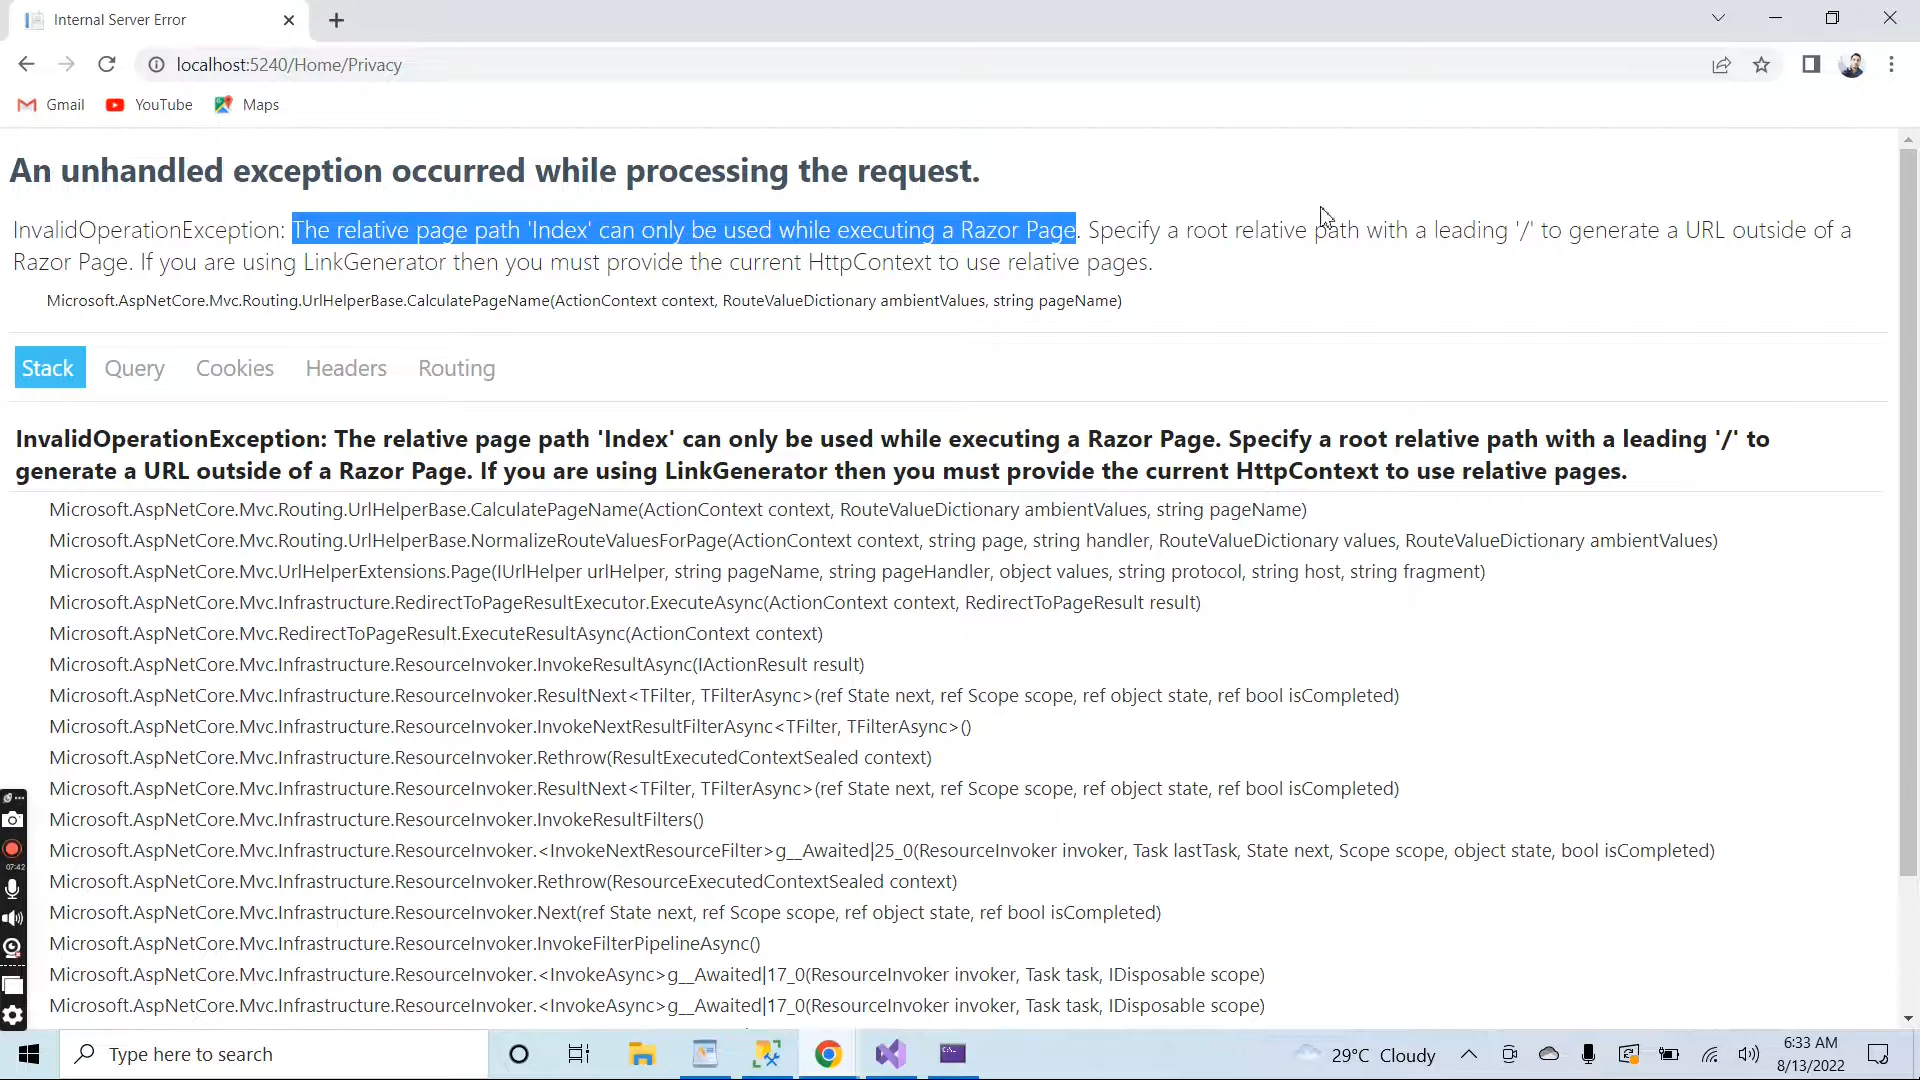 Internal Server Error
localhost:5240/Home/Privacy
Gmail YouTube Maps
An unhandled exception occurred while processing the request.
InvalidOperationException: The relative page path 'Index' can only be used while executing a Razor Page. Specify a root relative path with a leading '/' to generate a URL outside of a
Razor Page. If you are using LinkGenerator then you must provide the current HttpContext to use relative pages.
Microsoft.AspNetCore.Mvc.Routing.UrlHelperBase.CalculatePageName(ActionContext context, RouteValueDictionary ambientValues, string pageName)
Stack Query Cookies Headers Routing
InvalidOperationException: The relative page path 'Index' can only be used while executing a Razor Page. Specify a root relative path with a leading '/' to
generate a URL outside of a Razor Page. If you are using LinkGenerator then you must provide the current HttpContext to use relative pages.
Microsoft.AspNetCore.Mvc.Routing.UrlHelperBase.CalculatePageName(ActionContext context, RouteValueDictionary ambientValues, string pageName)
Microsoft.AspNetCore.Mvc.Routing.UrlHelperBase.NormalizeRouteValuesForPage(ActionContext context, string page, string handler, RouteValueDictionary values, RouteValueDictionary ambientValues)
Microsoft.AspNetCore.Mvc.UrlHelperExtensions.Page(IUrlHelper urlHelper, string pageName, string pageHandler, object values, string protocol, string host, string fragment)
Microsoft.AspNetCore.Mvc.Infrastructure.RedirectToPageResultExecutor.ExecuteAsync(ActionContext context, RedirectToPageResult result)
Microsoft.AspNetCore.Mvc.RedirectToPageResult.ExecuteResultAsync(ActionContext context)
Microsoft.AspNetCore.Mvc.Infrastructure.ResourceInvoker.InvokeResultAsync(IActionResult result)
Microsoft.AspNetCore.Mvc.Infrastructure.ResourceInvoker.ResultNext<TFilter, TFilterAsync>(ref State next, ref Scope scope, ref object state, ref bool isCompleted)
Microsoft.AspNetCore.Mvc.Infrastructure.ResourceInvoker.InvokeNextResultFilterAsync<TFilter, TFilterAsync>()
Microsoft.AspNetCore.Mvc.Infrastructure.ResourceInvoker.Rethrow(ResultExecutedContextSealed context)
Microsoft.AspNetCore.Mvc.Infrastructure.ResourceInvoker.ResultNext<TFilter, TFilterAsync>(ref State next, ref Scope scope, ref object state, ref bool isCompleted)
Microsoft.AspNetCore.Mvc.Infrastructure.ResourceInvoker.InvokeResultFilters()
Microsoft.AspNetCore.Mvc.Infrastructure.ResourceInvoker.<InvokeNextResourceFilter>g__Awaited|25_0(ResourceInvoker invoker, Task lastTask, State next, Scope scope, object state, bool isCompleted)
Microsoft.AspNetCore.Mvc.Infrastructure.ResourceInvoker.Rethrow(ResourceExecutedContextSealed context)
Microsoft.AspNetCore.Mvc.Infrastructure.ResourceInvoker.Next(ref State next, ref Scope scope, ref object state, ref bool isCompleted)
Microsoft.AspNetCore.Mvc.Infrastructure.ResourceInvoker.InvokeFilterPipelineAsync()
Microsoft.AspNetCore.Mvc.Infrastructure.ResourceInvoker.<InvokeAsync>g__Awaited|17_0(ResourceInvoker invoker, Task task, IDisposable scope)
Microsoft.AspNetCore.Mvc.Infrastructure.ResourceInvoker.<InvokeAsync>g__Awaited|17_0(ResourceInvoker invoker, Task task, IDisposable scope)
07:42
Type here to search
29°C Cloudy
6:33 AM
8/13/2022